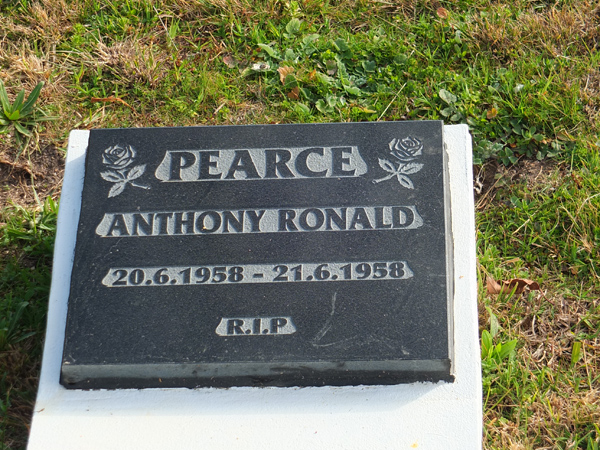 PEARCE
ANTHONY RONALD
20.6.1958 - 21.6.1958
R.I.P